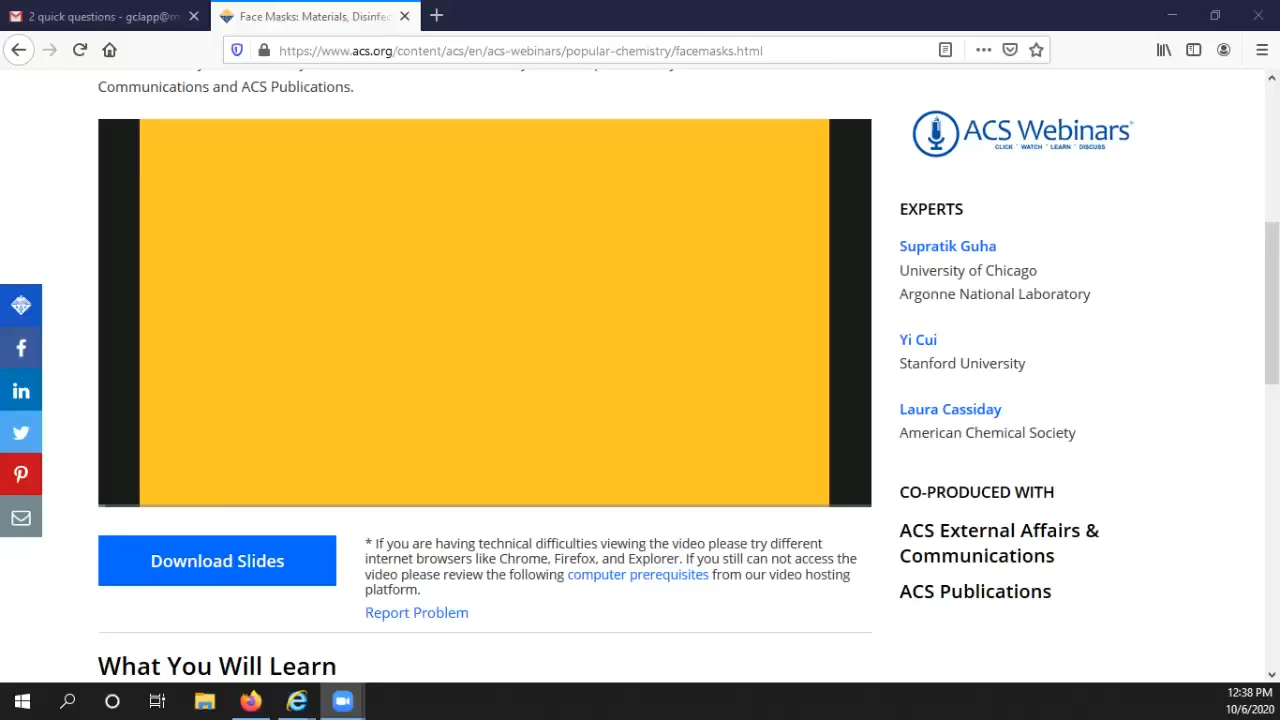 2 quick questions - gclapp@m
Face Masks: Materials, Disinfec
https://www.acs.org/content/acs/en/acs-webinars/popular-chemistry/facemasks.html
Communications and ACS Publications.
ACS Webinars®
CLICK * WATCH * LEARN * DISCUSS
EXPERTS
Supratik Guha
University of Chicago
Argonne National Laboratory
Yi Cui
Stanford University
Laura Cassiday
American Chemical Society
CO-PRODUCED WITH
ACS External Affairs &
Communications
ACS Publications
Download Slides
* If you are having technical difficulties viewing the video please try different
internet browsers like Chrome, Firefox, and Explorer. If you still can not access the
video please review the following computer prerequisites from our video hosting
platform.
Report Problem
What You Will Learn
12:38 PM
10/6/2020